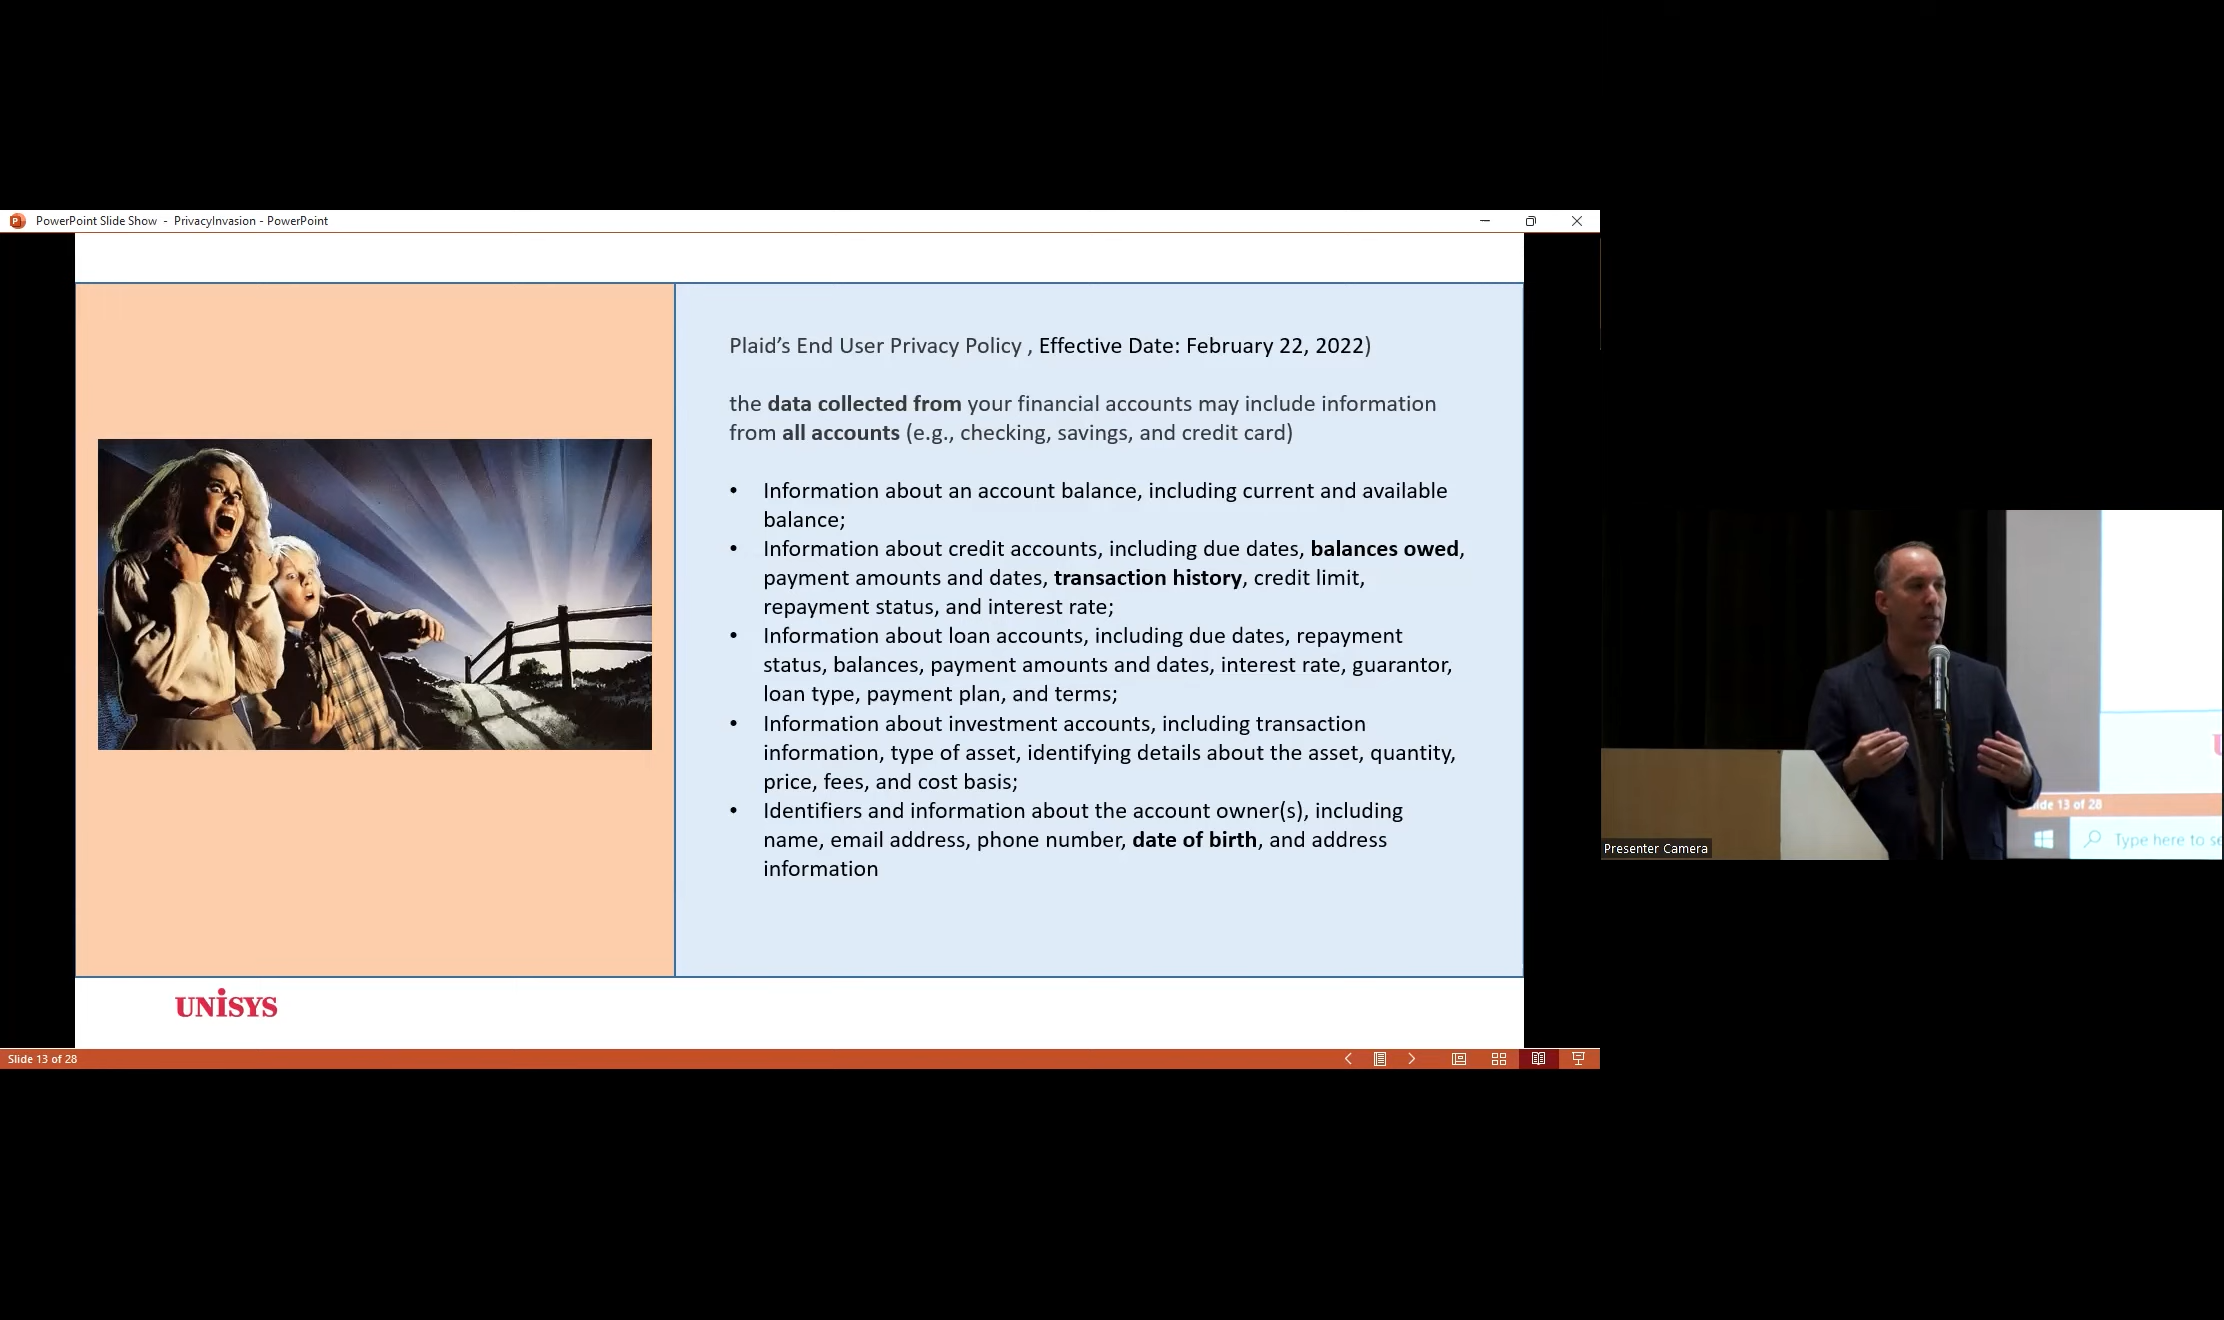 PowerPoint Slide Show - PrivacyInvasion - PowerPoint
Plaid’s End User Privacy Policy , Effective Date: February 22, 2022)
the data collected from your financial accounts may include information
from all accounts (e.g., checking, savings, and credit card)
• Information about an account balance, including current and available
balance;
• Information about credit accounts, including due dates, balances owed,
payment amounts and dates, transaction history, credit limit,
repayment status, and interest rate;
• Information about loan accounts, including due dates, repayment
status, balances, payment amounts and dates, interest rate, guarantor,
loan type, payment plan, and terms;
• Information about investment accounts, including transaction
information, type of asset, identifying details about the asset, quantity,
price, fees, and cost basis;
• Identifiers and information about the account owner(s), including
name, email address, phone number, date of birth, and address
information
UNISYS
Slide 13 of 28
13 of 28
Type here to
Presenter Camera